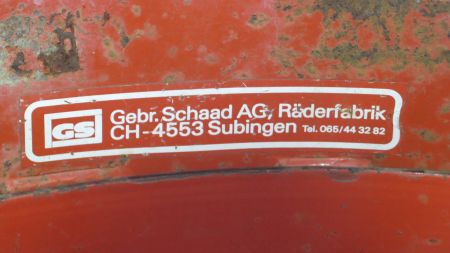 GS
Gebr. Schaad AG, Räderfabrik
CH-4553 Subingen Tel. 065/44 32 82